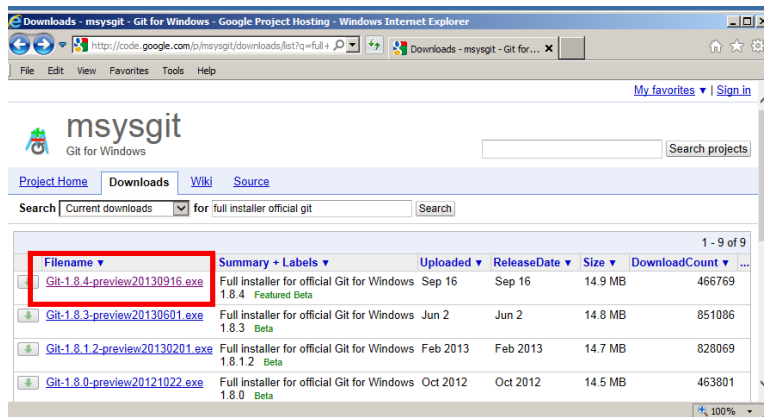 Downloads - msysgit - Git for Windows - Google Project Hosting - Windows Internet Explorer
http://code.google.com/p/msysgit/downloads/list?q=full+
Downloads - msysgit - Git for...
File Edit View Favorites Tools Help
My favorites ▼ | Sign in
msysgit
Git for Windows
Search projects
Project Home Downloads Wiki Source
Search Current downloads for full installer official git Search
1 - 9 of 9
Filename ▼ Summary + Labels ▼ Uploaded ▼ ReleaseDate ▼ Size ▼ DownloadCount ▼ ...
Git-1.8.4-preview20130916.exe Full installer for official Git for Windows Sep 16 Sep 16 14.9 MB 466769
1.8.4 Featured Beta
Git-1.8.3-preview20130601.exe Full installer for official Git for Windows Jun 2 Jun 2 14.8 MB 851086
1.8.3 Beta
Git-1.8.1.2-preview20130201.exe Full installer for official Git for Windows Feb 2013 Feb 2013 14.7 MB 828069
1.8.1.2 Beta
Git-1.8.0-preview20121022.exe Full installer for official Git for Windows Oct 2012 Oct 2012 14.5 MB 463801
1.8.0 Beta
100%